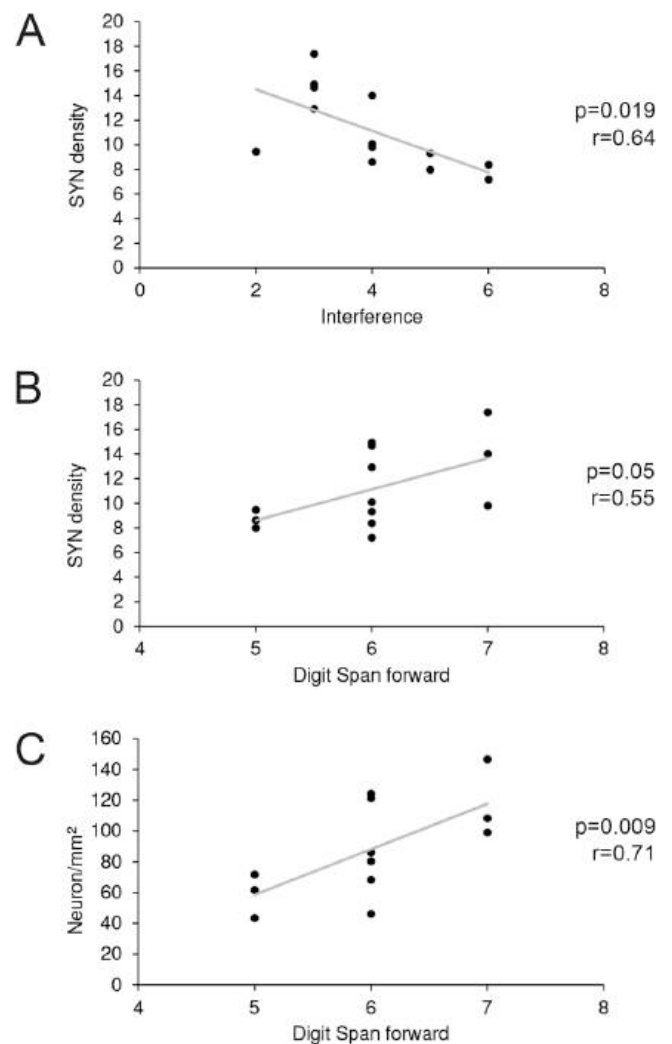 A
20
18
16
14
12
10
8
6
4
2
0
SYN density
0 2 4 6 8
Interference
p=0.019
r=0.64
B
20
18
16
14
12
10
8
6
4
2
0
SYN density
4 5 6 7 8
Digit Span forward
p=0.05
r=0.55
C
160
140
120
100
80
60
40
20
0
Neuron/mm²
4 5 6 7 8
Digit Span forward
p=0.009
r=0.71